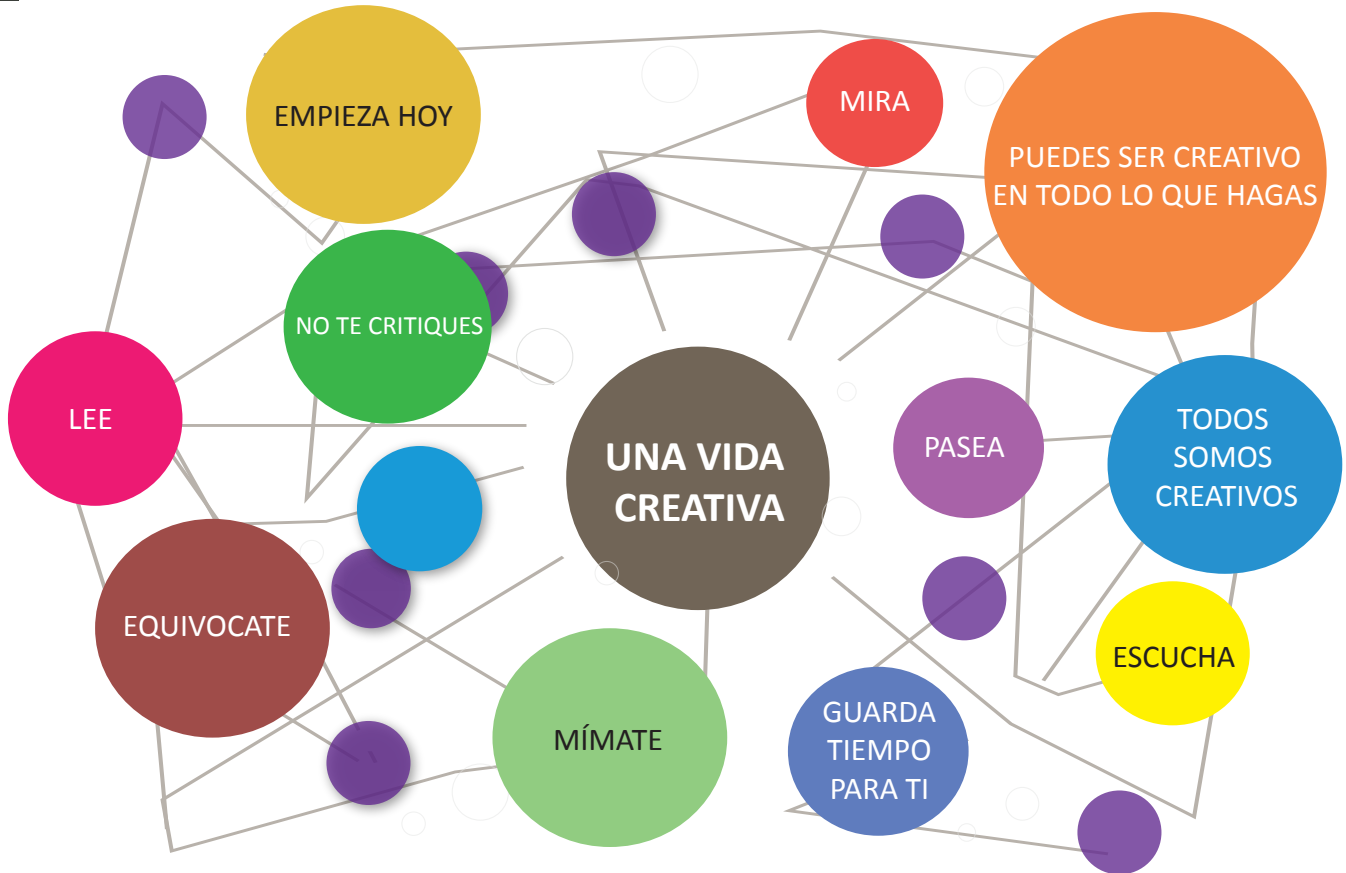 EMPIEZA HOY
MIRA
PUEDES SER CREATIVO
EN TODO LO QUE HAGAS
NO TE CRITIQUES
LEE
UNA VIDA
CREATIVA
PASEA
TODOS
SOMOS
CREATIVOS
EQUIVOCATE
MÍMATE
GUARDA
TIEMPO
PARA TI
ESCUCHA